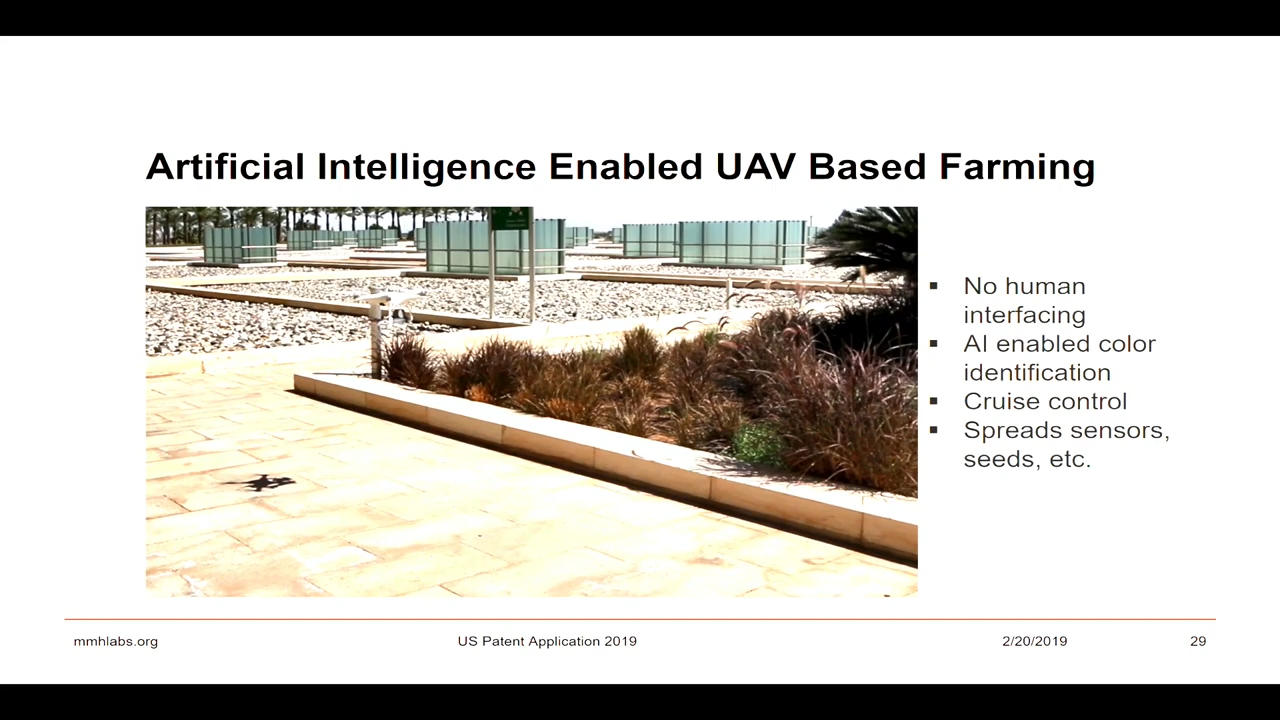 Artificial Intelligence Enabled UAV Based Farming
▪ No human
interfacing
▪ AI enabled color
identification
▪ Cruise control
▪ Spreads sensors,
seeds, etc.
mmhlabs.org
US Patent Application 2019
2/20/2019
29